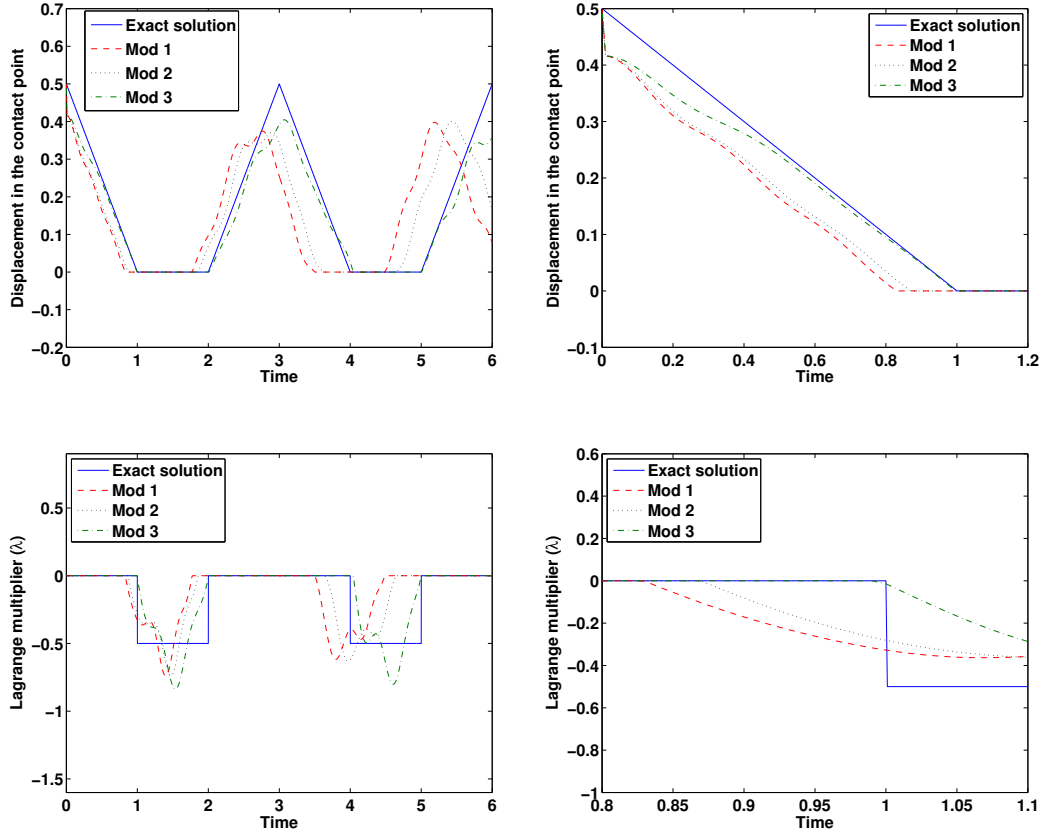 0.7
0.6
0.5
0.4
0.3
0.2
0.1
0
-0.1
-0.2
0 1 2 3 4 5 6
Time
Displacement in the contact point
Exact solution
Mod 1
Mod 2
Mod 3
0.5
0.4
0.3
0.2
0.1
0
-0.1
0 0.2 0.4 0.6 0.8 1 1.2
Time
Displacement in the contact point
Exact solution
Mod 1
Mod 2
Mod 3
0.5
0
-0.5
-1
-1.5
0 1 2 3 4 5 6
Time
Lagrange multiplier (λ)
Exact solution
Mod 1
Mod 2
Mod 3
0.6
0.4
0.2
0
-0.2
-0.4
-0.6
-0.8
-1
0.8 0.85 0.9 0.95 1 1.05 1.1
Time
Lagrange multiplier (λ)
Exact solution
Mod 1
Mod 2
Mod 3